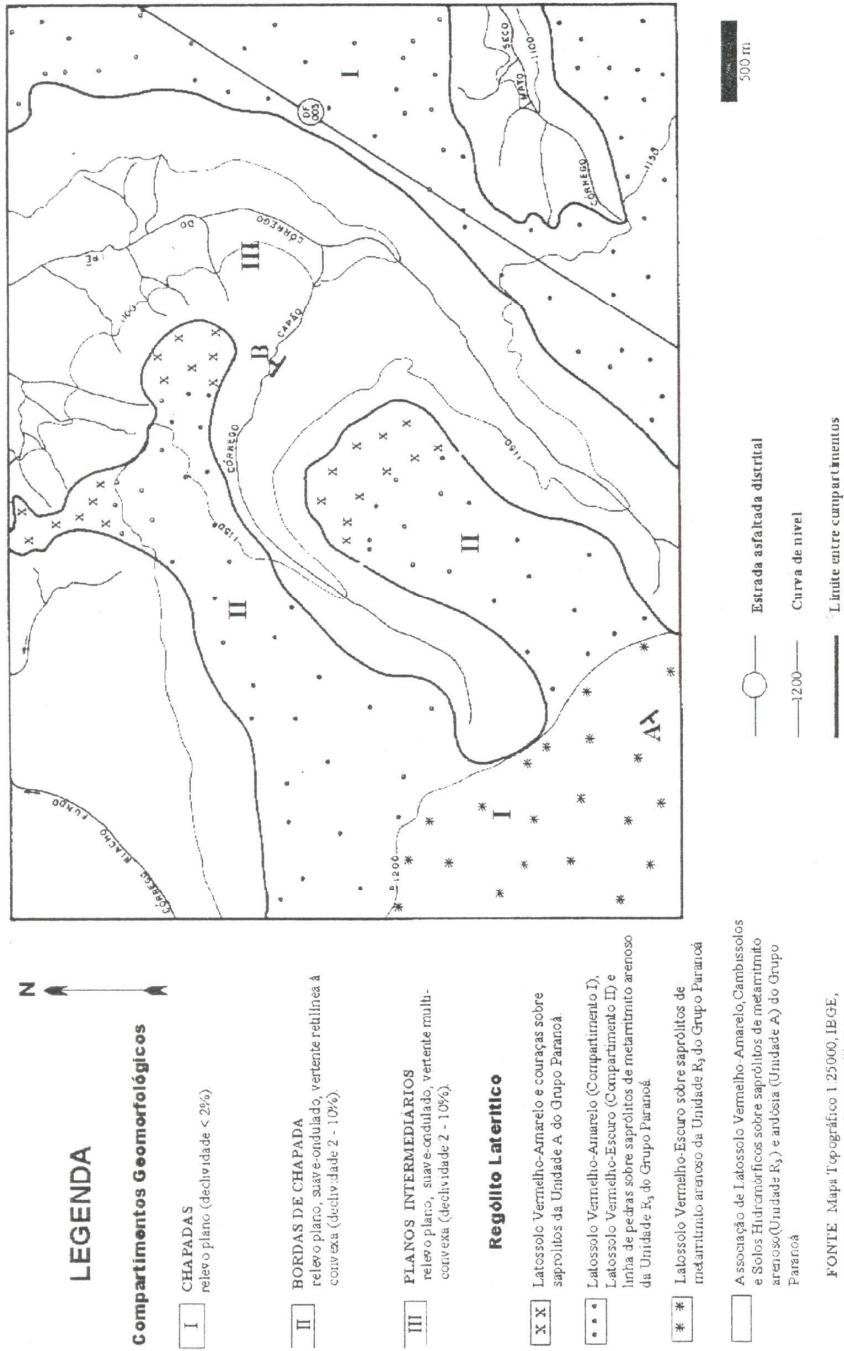 LEGENDA
N
Compartimentos Geomorfológicos
I
CHAPADAS
relevo plano (declividade < 2%)
II
BORDAS DE CHAPADA
relevo plano, suave-ondulado, vertente retilínea à
convexa (declividade 2 - 10%).
III
PLANOS INTERMEDIÁRIOS
relevo plano, suave-ondulado, vertente multi-
convexa (declividade 2 - 10%).
Rególito Laterítico
X X
Latossolo Vermelho-Amarelo e couraças sobre
saprolitos da Unidade A do Grupo Paranoá
Latossolo Vermelho-Amarelo (Compartimento I),
Latossolo Vermelho-Escuro (Compartimento II) e
linha de pedras sobre saprólitos de metarritmito arenoso
da Unidade R3 do Grupo Paranoá
* *
Latossolo Vermelho-Escuro sobre saprólitos de
metarritmito arenoso da Unidade R3 do Grupo Paranoá
Associação de Latossolo Vermelho-Amarelo, Cambissolos
e Solos Hidromórficos sobre saprólitos de metarritmito
arenoso(Unidade R3) e ardósia (Unidade A) do Grupo
Paranoá
FONTE Mapa Topográfico 1:25000, IBGE,
CÓRREGO RIACHO FUNDO
1200
I
A
II
II
1150
1150
CÓRREGO CAPÃO
B
1100
CÓRREGO DO
III
DF
003
I
CÓRREGO MATO SECO
1100
1150
Estrada asfaltada distrital
1200
Curva de nível
Limite entre compartimentos
500 m